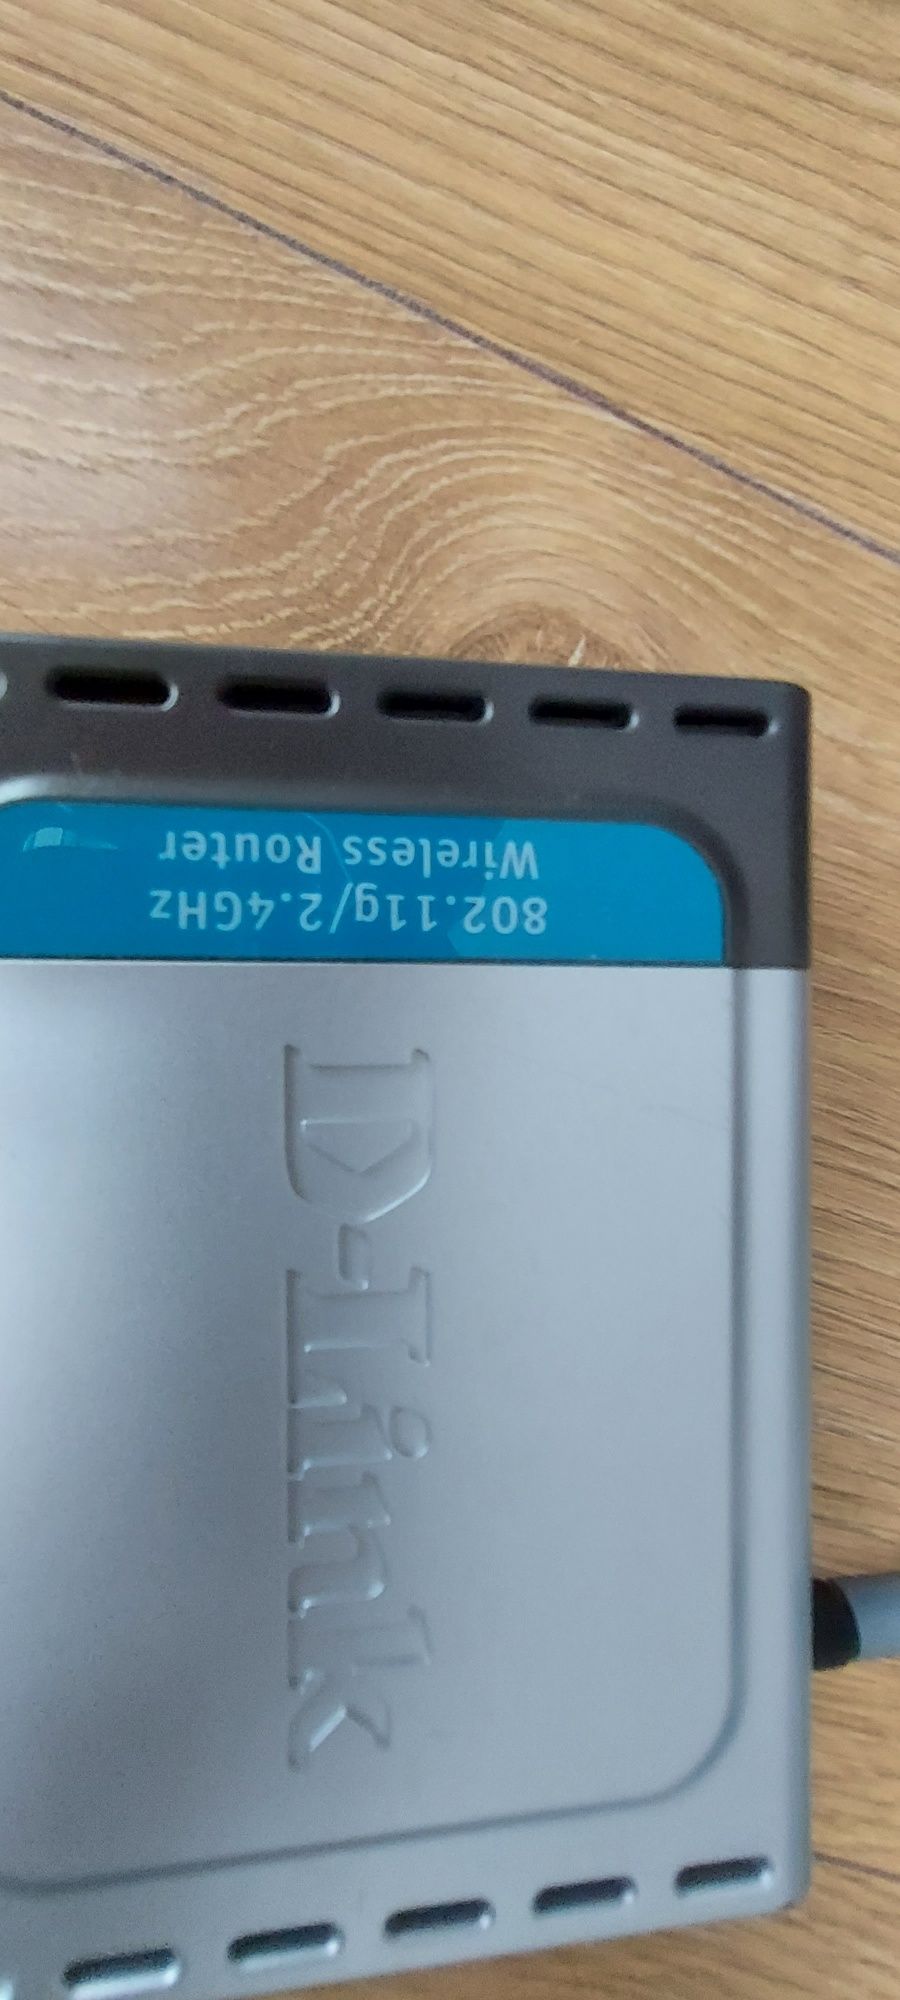 802.11g/2.4GHz
Wireless Router
D-Link